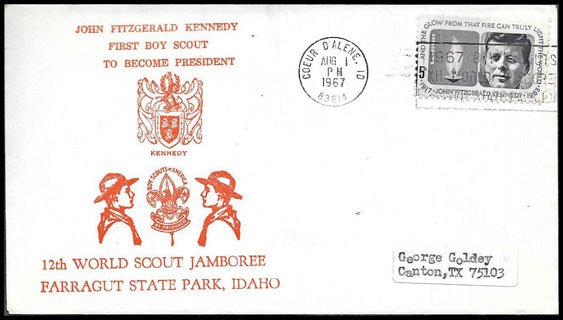 JOHN FITZGERALD KENNEDY
FIRST BOY SCOUT
TO BECOME PRESIDENT
KENNEDY
BOY SCOUTS OF AMERICA
BE PREPARED
12th WORLD SCOUT JAMBOREE
FARRAGUT STATE PARK, IDAHO
COEUR D'ALENE, ID
AUG 1
PM
1967
83814
AND THE GLOW FROM THAT FIRE CAN TRULY LIGHT THE WORLD
5¢
1917·JOHN FITZGERALD KENNEDY·1963
1967
George Goldey
Canton,TX 75103